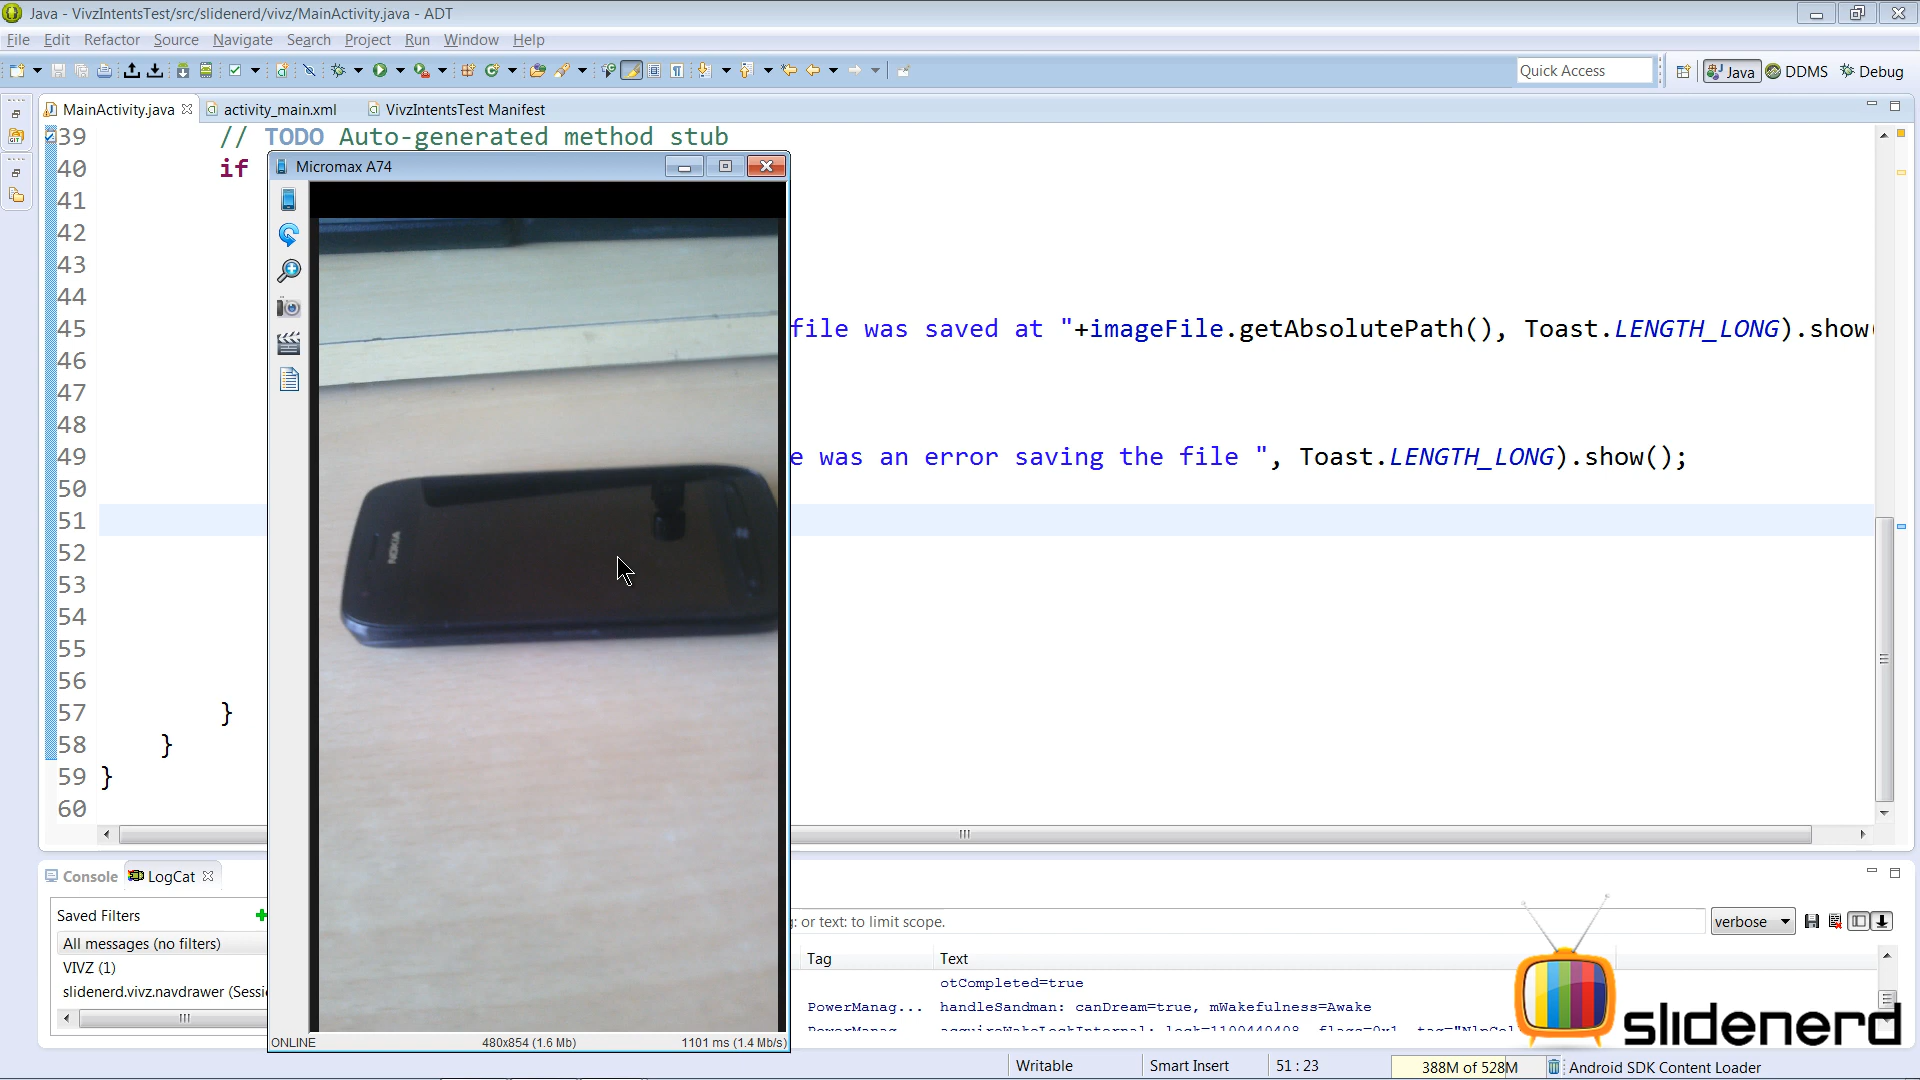 Java - VivzIntentsTest/src/slidenerd/vivz/MainActivity.java - ADT
File Edit Refactor Source Navigate Search Project Run Window Help
Quick Access
Java DDMS Debug
MainActivity.java activity_main.xml VivzIntentsTest Manifest
39 // TODO Auto-generated method stub
40 if
Micromax A74
41
42
43
44
45 file was saved at "+imageFile.getAbsolutePath(), Toast.LENGTH_LONG).show(
46
47
48
49 e was an error saving the file ", Toast.LENGTH_LONG).show();
50
51
52
NOKIA
53
54
55
56
57 }
58 }
59 }
60
Console LogCat
Saved Filters
or text: to limit scope. verbose
All messages (no filters)
VIVZ (1)
slidenerd.vivz.navdrawer (Sessi
Tag Text
otCompleted=true
PowerManag... handleSandman: canDream=true, mWakefulness=Awake
slidenerd
ONLINE 480x854 (1.6 Mb) 1101 ms (1.4 Mb/s)
Writable Smart Insert 51 : 23 388M of 528M Android SDK Content Loader